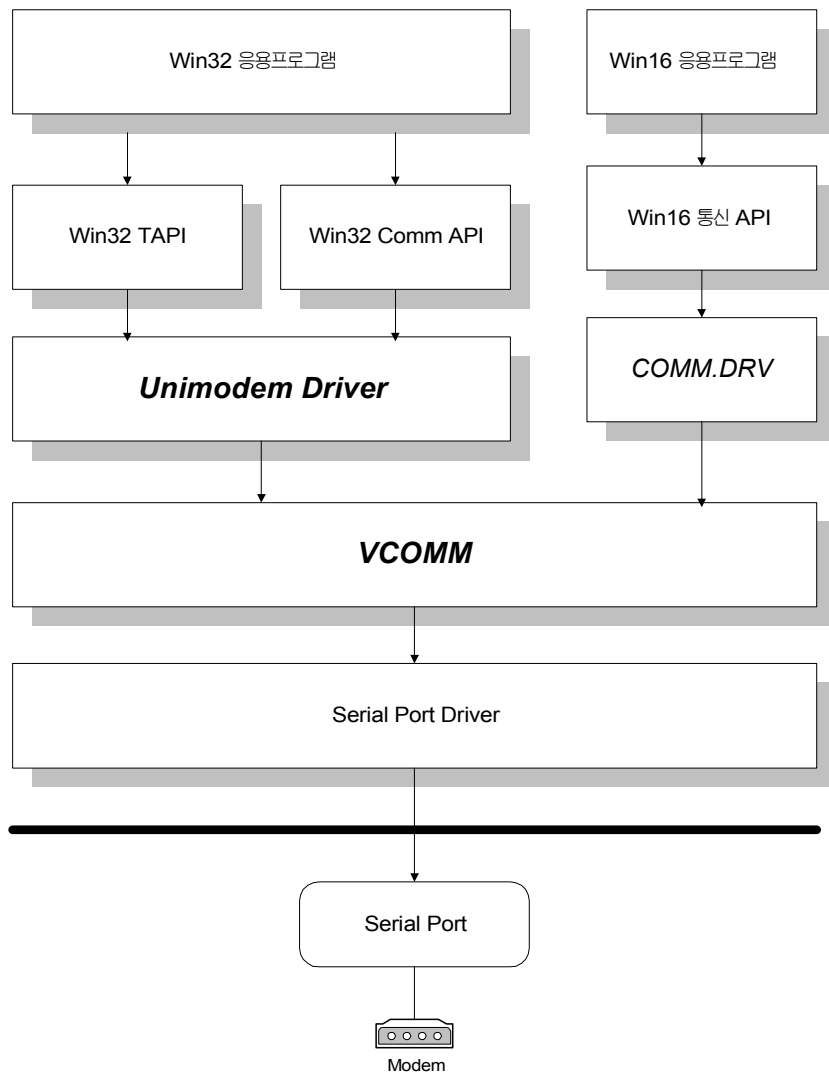 Win32 응용프로그램
Win16 응용프로그램
Win32 TAPI
Win32 Comm API
Win16 통신 API
Unimodem Driver
COMM.DRV
VCOMM
Serial Port Driver
Serial Port
Modem